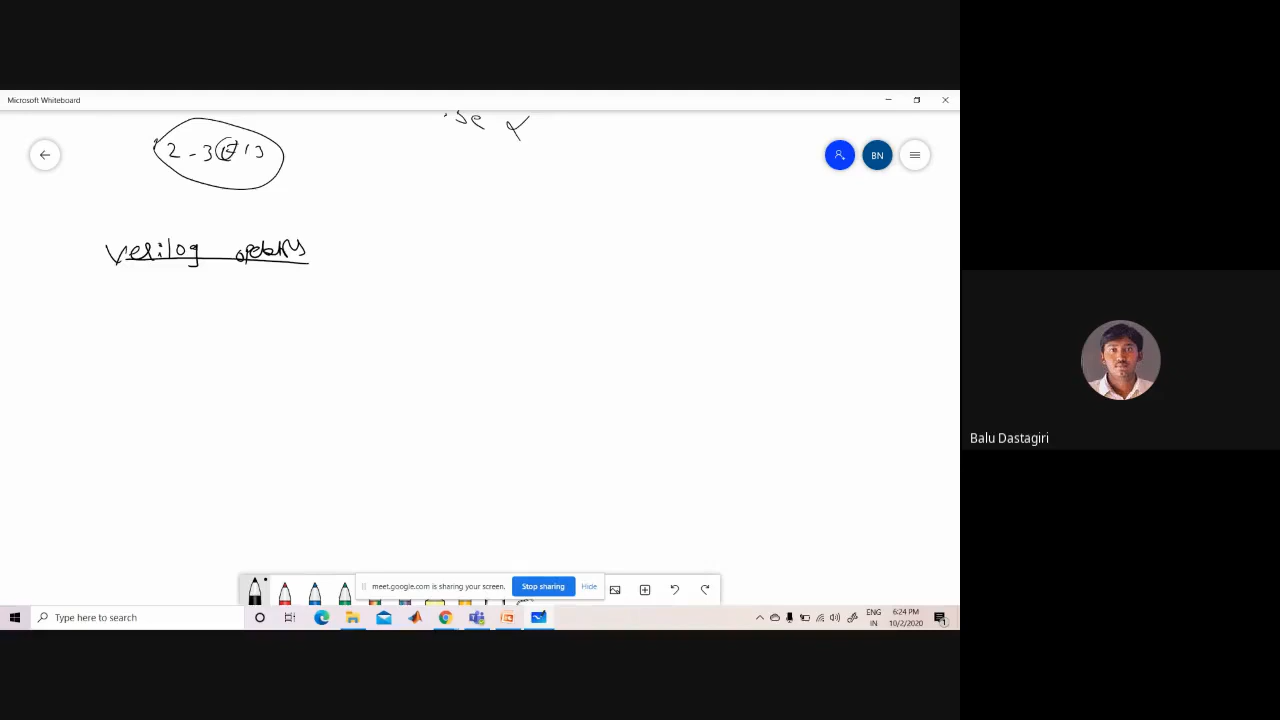 Microsoft Whiteboard
BN
Verilog
Balu Dastagiri
meet.google.com is sharing your screen.
Stop sharing
Hide
Type here to search
ENG
IN
6:24 PM
10/2/2020